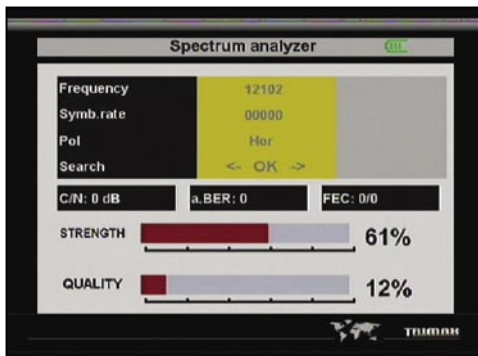 Spectrum analyzer
Frequency 12102
Symb.rate 00000
Pol Hor
Search <- OK ->
C/N: 0 dB a.BER: 0 FEC: 0/0
STRENGTH 61%
QUALITY 12%
TRIMAX